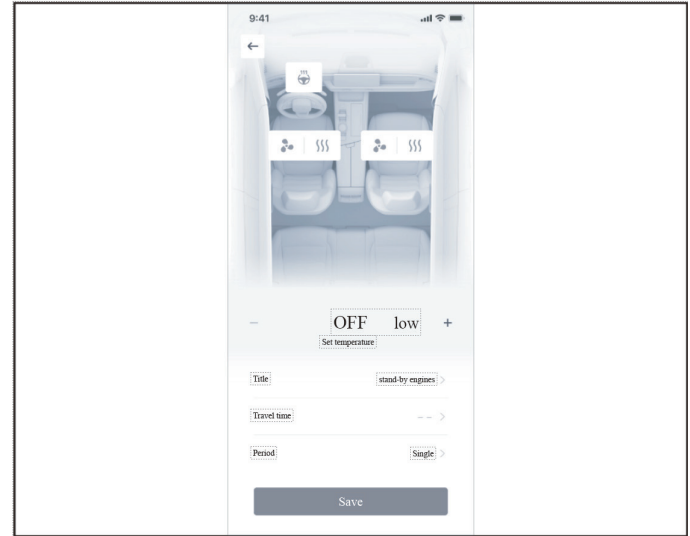 9:41
OFF low
Set temperature
Title stand-by engines
Travel time -- 
Period Single
Save